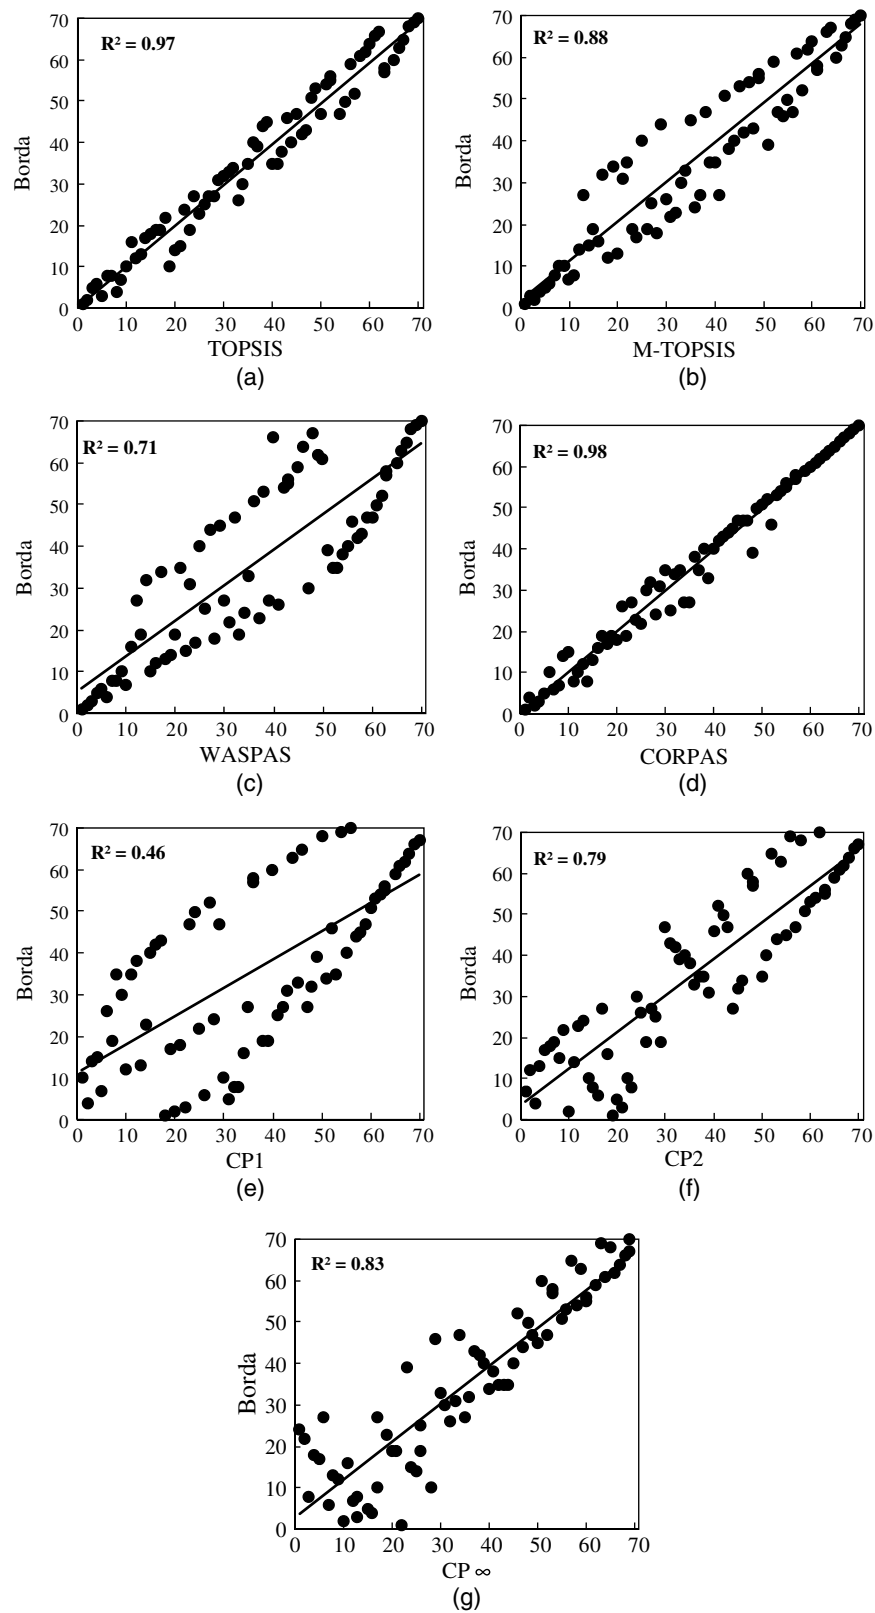 R² = 0.97
Borda
70
60
50
40
30
20
10
0
0 10 20 30 40 50 60 70
TOPSIS
(a)
R² = 0.88
Borda
70
60
50
40
30
20
10
0
0 10 20 30 40 50 60 70
M-TOPSIS
(b)
R² = 0.71
Borda
70
60
50
40
30
20
10
0
0 10 20 30 40 50 60 70
WASPAS
(c)
R² = 0.98
Borda
70
60
50
40
30
20
10
0
0 10 20 30 40 50 60 70
CORPAS
(d)
R² = 0.46
Borda
70
60
50
40
30
20
10
0
0 10 20 30 40 50 60 70
CP1
(e)
R² = 0.79
Borda
70
60
50
40
30
20
10
0
0 10 20 30 40 50 60 70
CP2
(f)
R² = 0.83
Borda
70
60
50
40
30
20
10
0
0 10 20 30 40 50 60 70
CP ∞
(g)